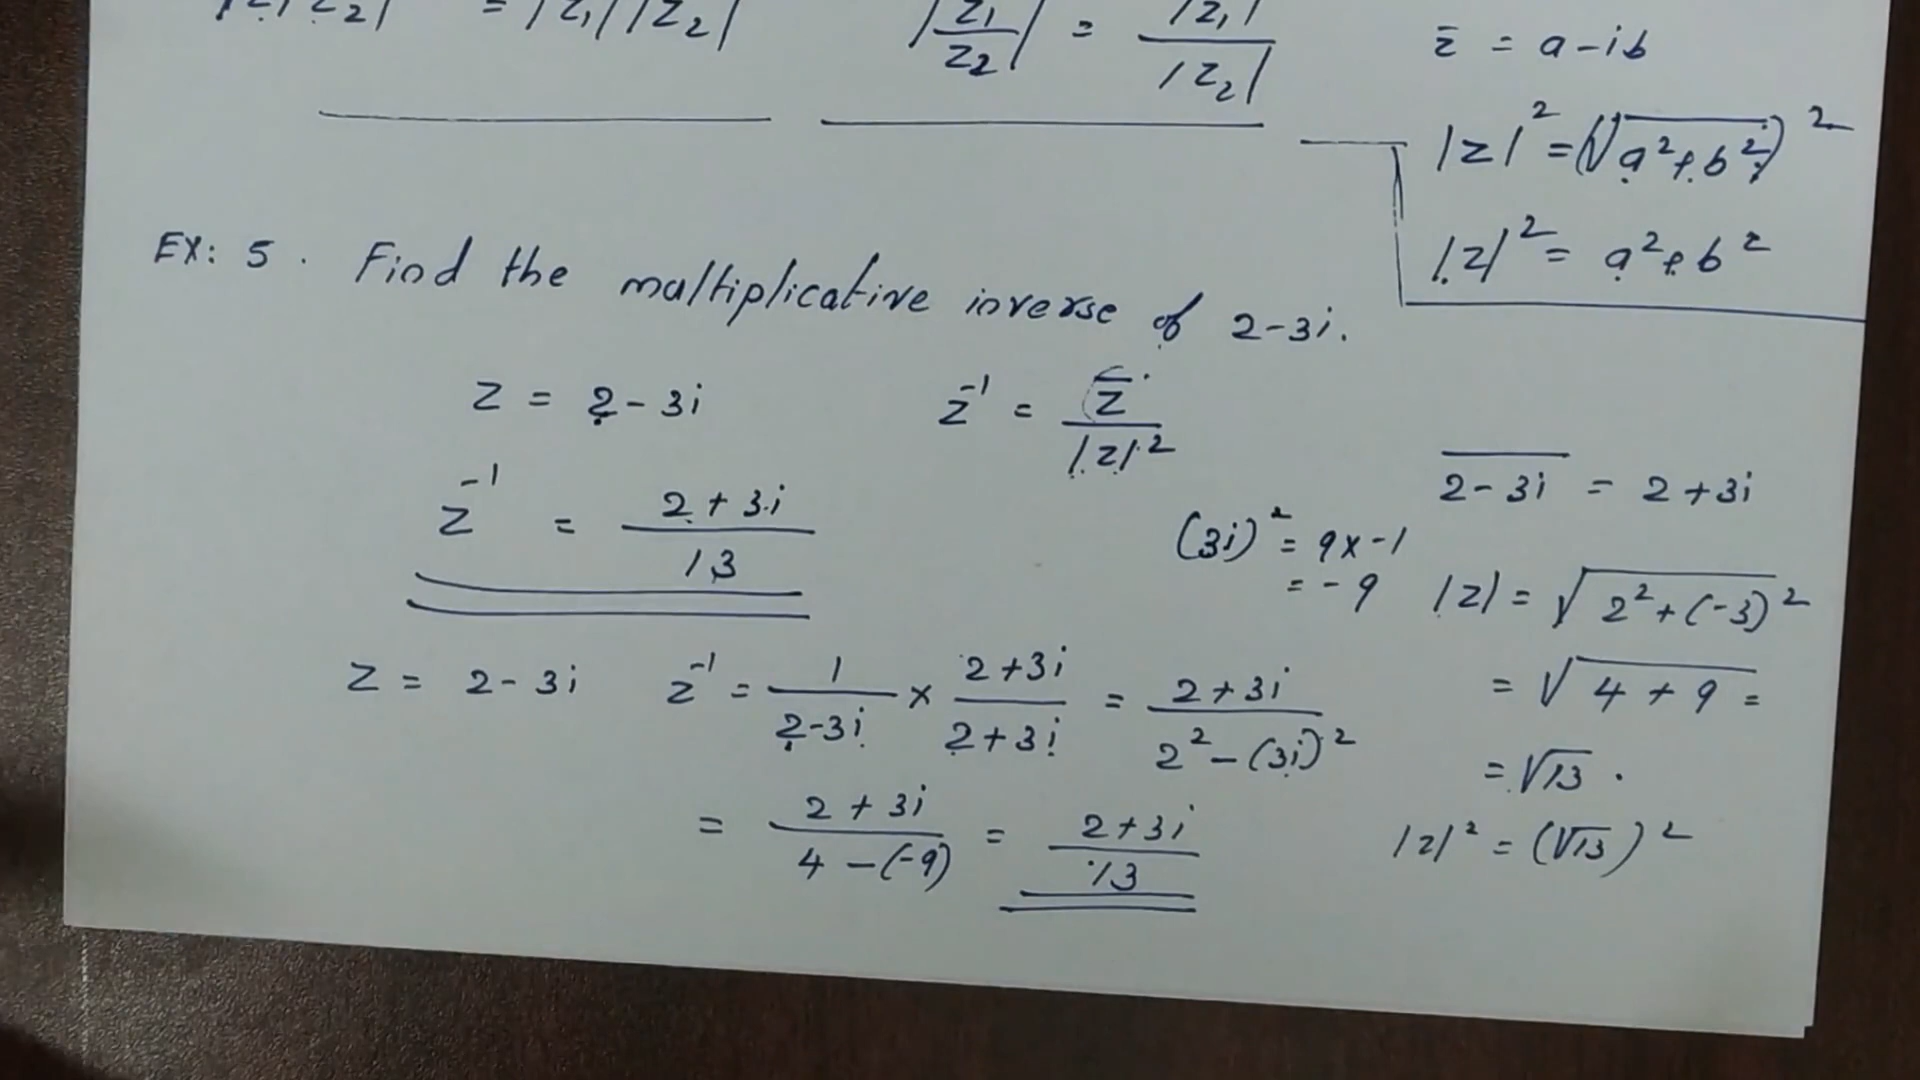 |z₁ z₂| = |z₁| |z₂|
|z₁/z₂| = |z₁|/|z₂|
z̄ = a-ib
|z|² = (√a²+b²)²
|z|² = a²+b²
EX: 5. Find the multiplicative inverse of 2-3i.
z = 2-3i
z⁻¹ = z̄/|z|²
z⁻¹ = (2+3i)/13
\overline{2-3i} = 2+3i
(3i)² = 9x-1
= -9
|z| = √2²+(-3)²
= √4+9 =
= √13.
|z|² = (√13)²
z = 2-3i z⁻¹ = 1/(2-3i) × (2+3i)/(2+3i) = (2+3i)/(2²-(3i)²)
= (2+3i)/(4-(-9)) = (2+3i)/13